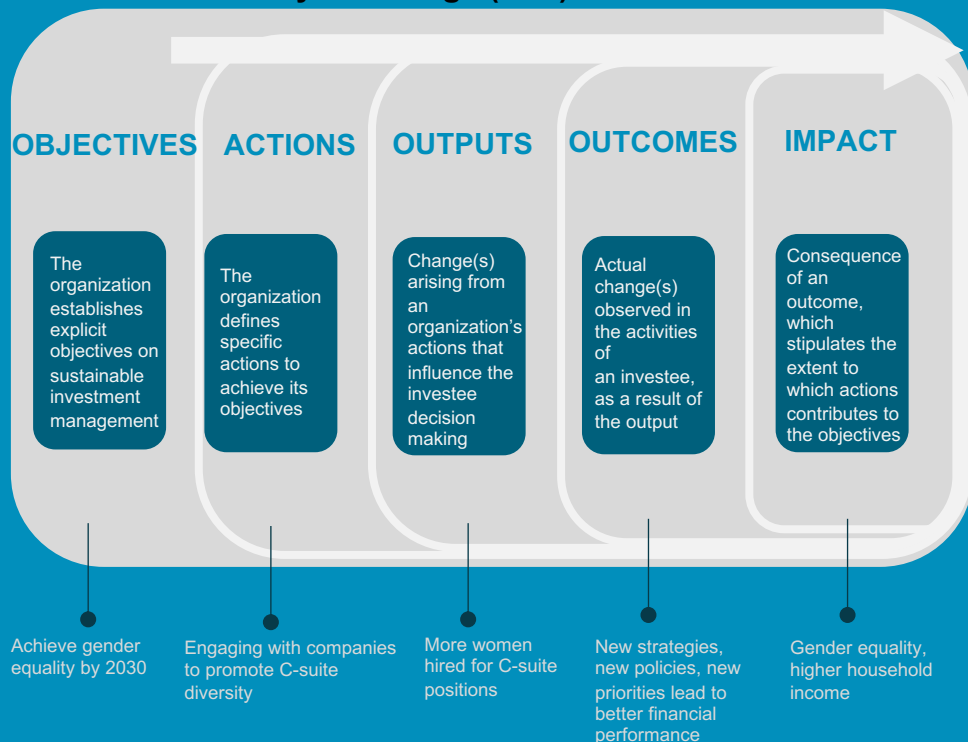 OBJECTIVES
ACTIONS
OUTPUTS
OUTCOMES
IMPACT
The
organization
establishes
explicit
objectives on
sustainable
investment
management
The
organization
defines
specific
actions to
achieve its
objectives
Change(s)
arising from
an
organization's
actions that
influence the
investee
decision
making
Actual
change(s)
observed in
the activities
of
an investee,
as a result of
the output
Consequence
of an
outcome,
which
stipulates the
extent to
which actions
contributes to
the objectives
Achieve gender
equality by 2030
Engaging with companies
to promote C-suite
diversity
More women
hired for C-suite
positions
New strategies,
new policies, new
priorities lead to
better financial
performance
Gender equality,
higher household
income